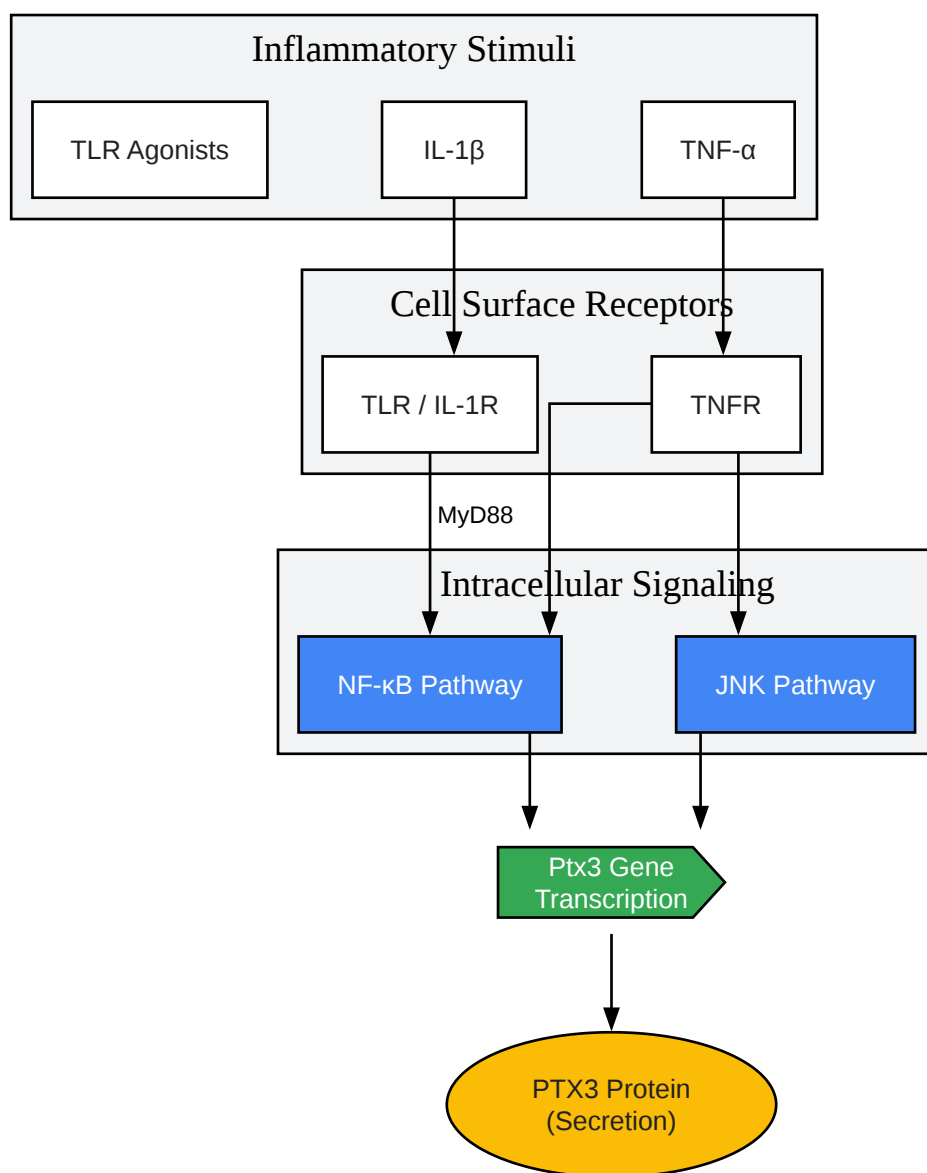 Inflammatory Stimuli
TLR Agonists
IL-1β
TNF-α
Cell Surface Receptors
TLR / IL-1R
TNFR
MyD88
Intracellular Signaling
NF-κB Pathway
JNK Pathway
Ptx3 Gene
Transcription
PTX3 Protein
(Secretion)